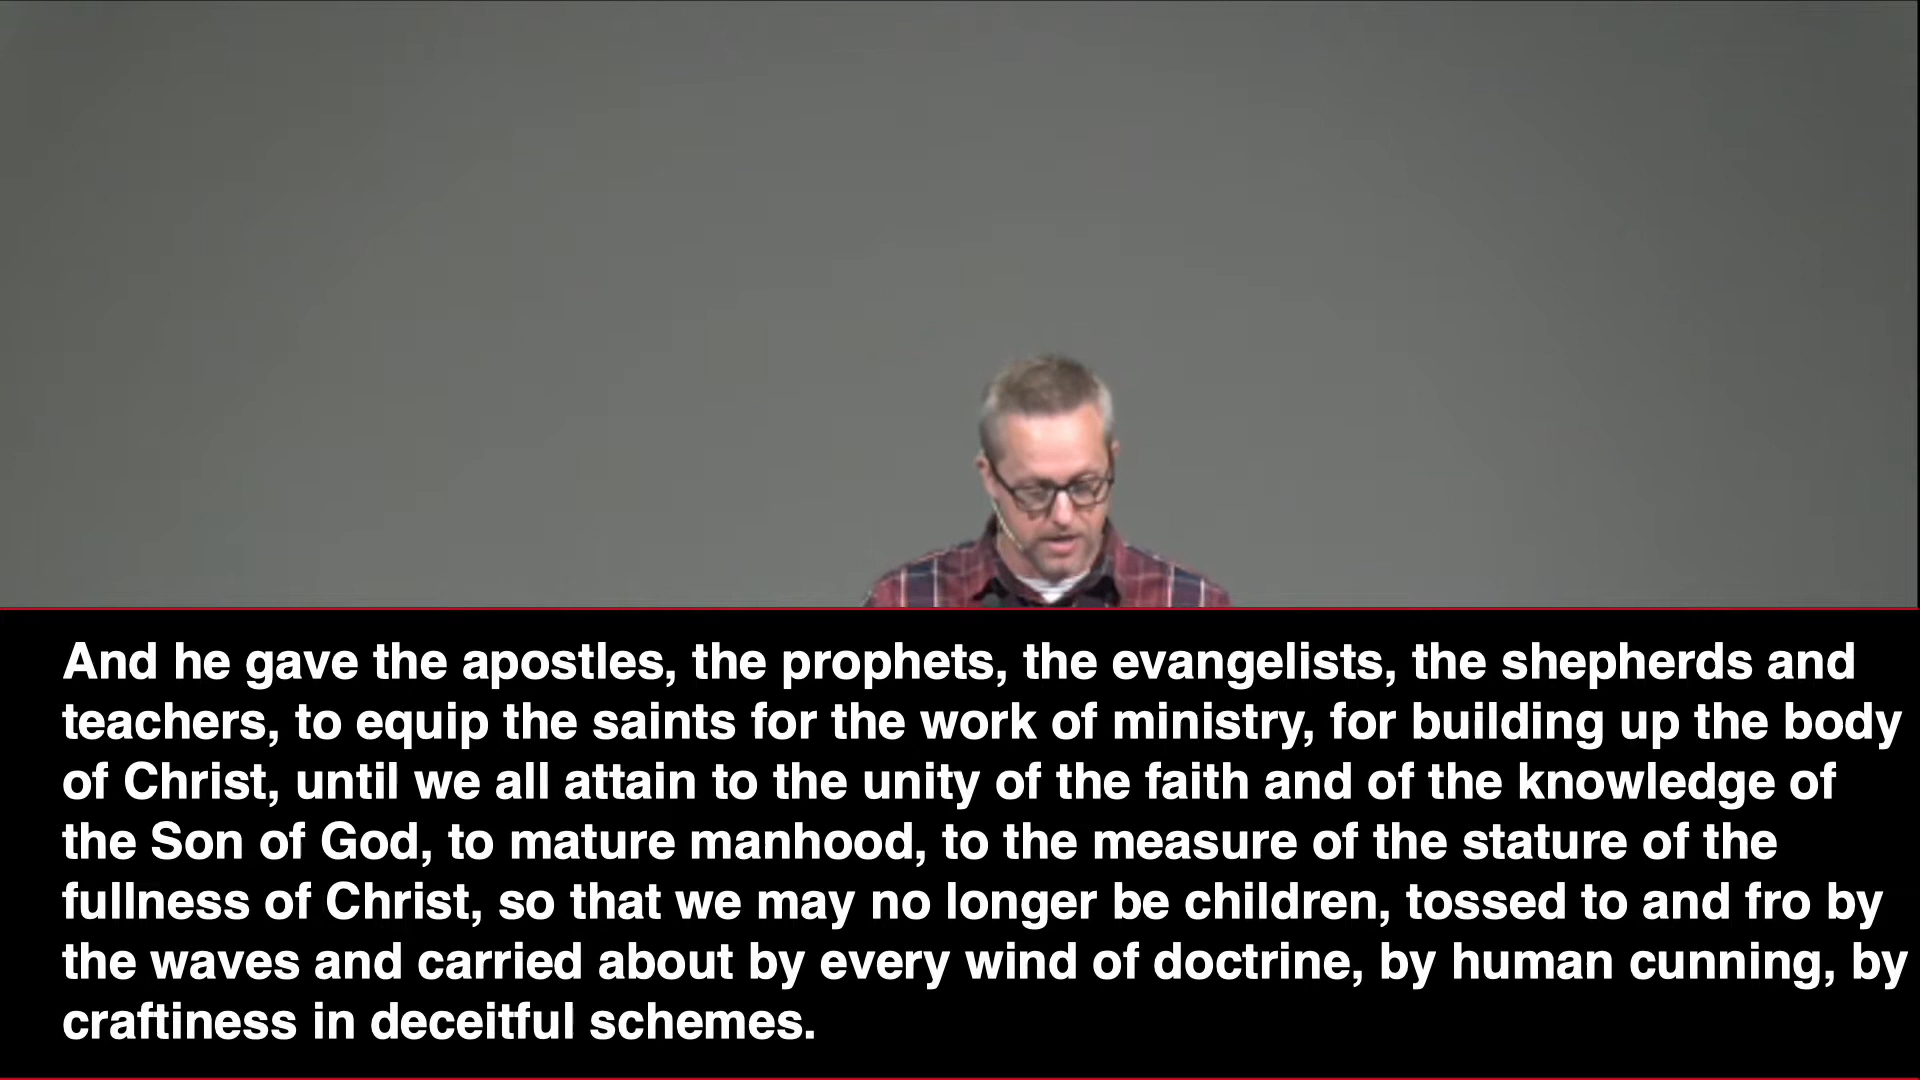 And he gave the apostles, the prophets, the evangelists, the shepherds and
teachers, to equip the saints for the work of ministry, for building up the body
of Christ, until we all attain to the unity of the faith and of the knowledge of
the Son of God, to mature manhood, to the measure of the stature of the
fullness of Christ, so that we may no longer be children, tossed to and fro by
the waves and carried about by every wind of doctrine, by human cunning, by
craftiness in deceitful schemes.